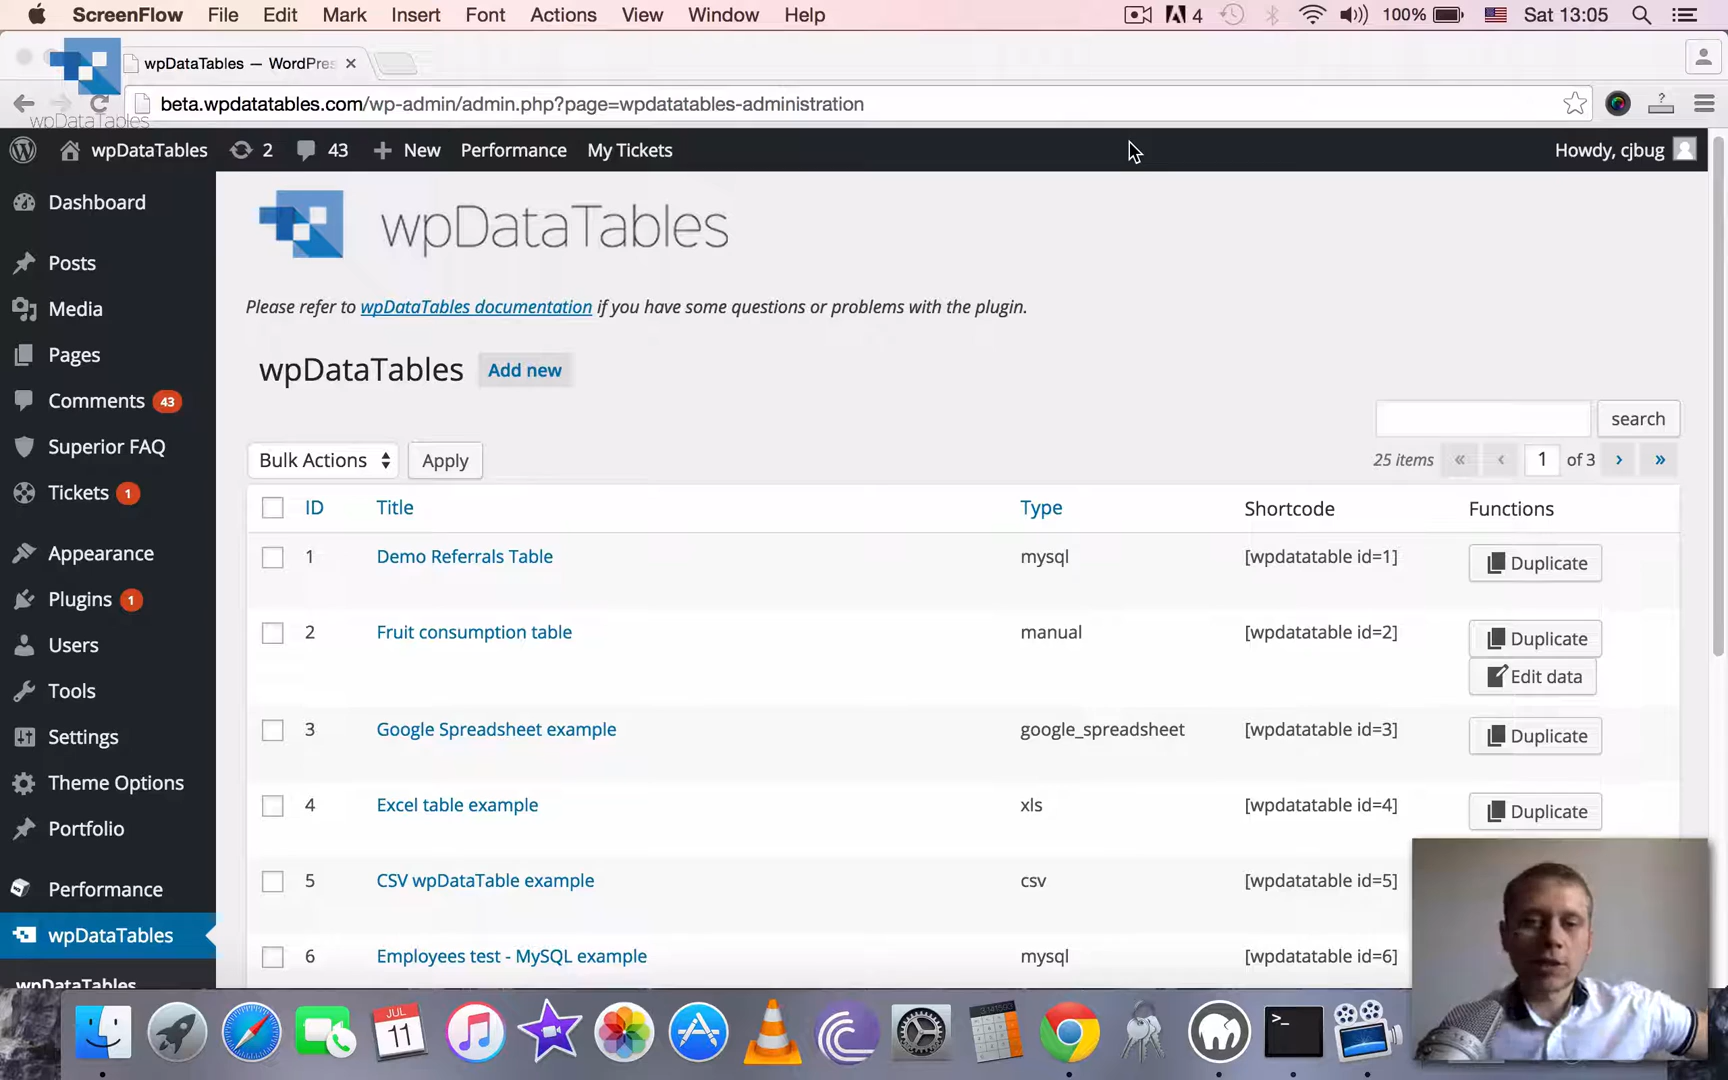 ScreenFlow File Edit Mark Insert Font Actions View Window Help 4 100% Sat 13:05
wpDataTables — WordPres
beta.wpdatatables.com/wp-admin/admin.php?page=wpdatatables-administration
wpDataTables
wpDataTables 2 43 New Performance My Tickets Howdy, cjbug
Dashboard
Posts
Media
Pages
Comments 43
Superior FAQ
Tickets 1
Appearance
Plugins 1
Users
Tools
Settings
Theme Options
Portfolio
Performance
wpDataTables
wpDataTables
wpDataTables
Please refer to wpDataTables documentation if you have some questions or problems with the plugin.
wpDataTables Add new
search
Bulk Actions Apply 25 items « ‹ 1 of 3 › »
ID Title Type Shortcode Functions
1 Demo Referrals Table mysql [wpdatatable id=1] Duplicate
2 Fruit consumption table manual [wpdatatable id=2] Duplicate
Edit data
3 Google Spreadsheet example google_spreadsheet [wpdatatable id=3] Duplicate
4 Excel table example xls [wpdatatable id=4] Duplicate
5 CSV wpDataTable example csv [wpdatatable id=5]
6 Employees test - MySQL example mysql [wpdatatable id=6]
JUL
11